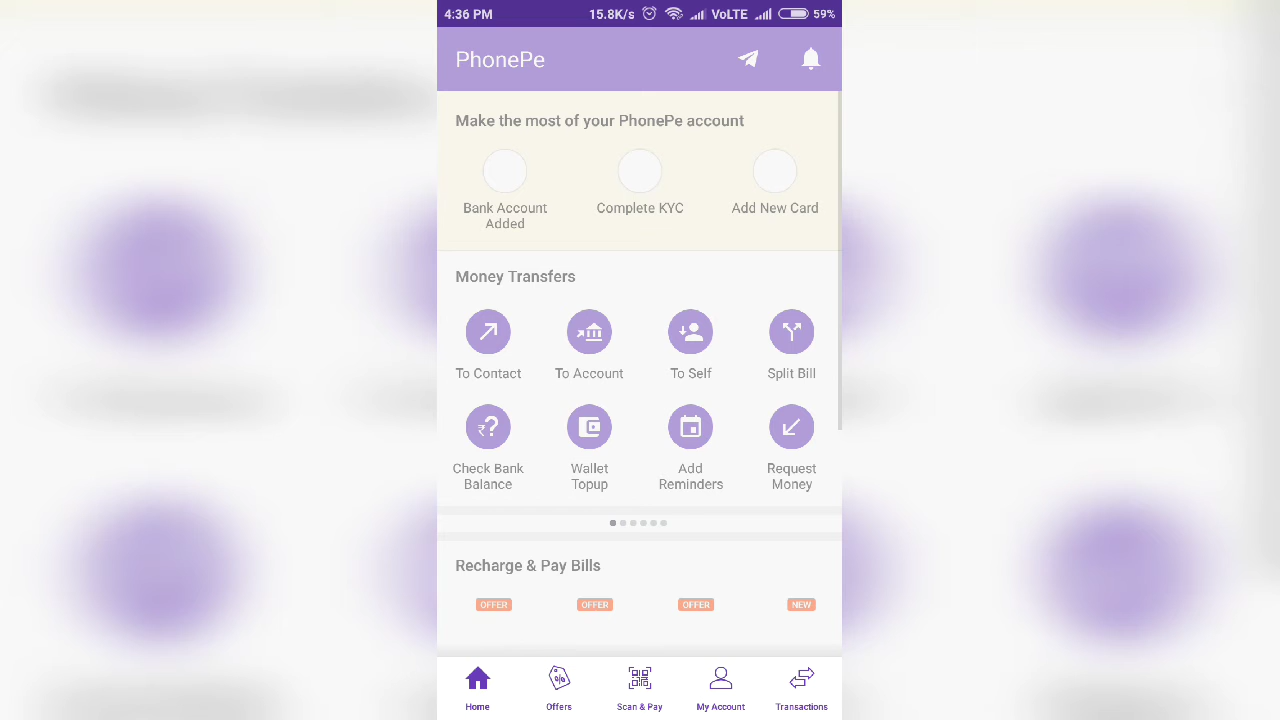 4:36 PM 15.8K/s VoLTE 59%
PhonePe
Make the most of your PhonePe account
Bank Account Added
Complete KYC
Add New Card
Money Transfers
To Contact
To Account
To Self
Split Bill
Check Bank Balance
Wallet Topup
Add Reminders
Request Money
Recharge & Pay Bills
OFFER OFFER OFFER NEW
Home Offers Scan & Pay My Account Transactions